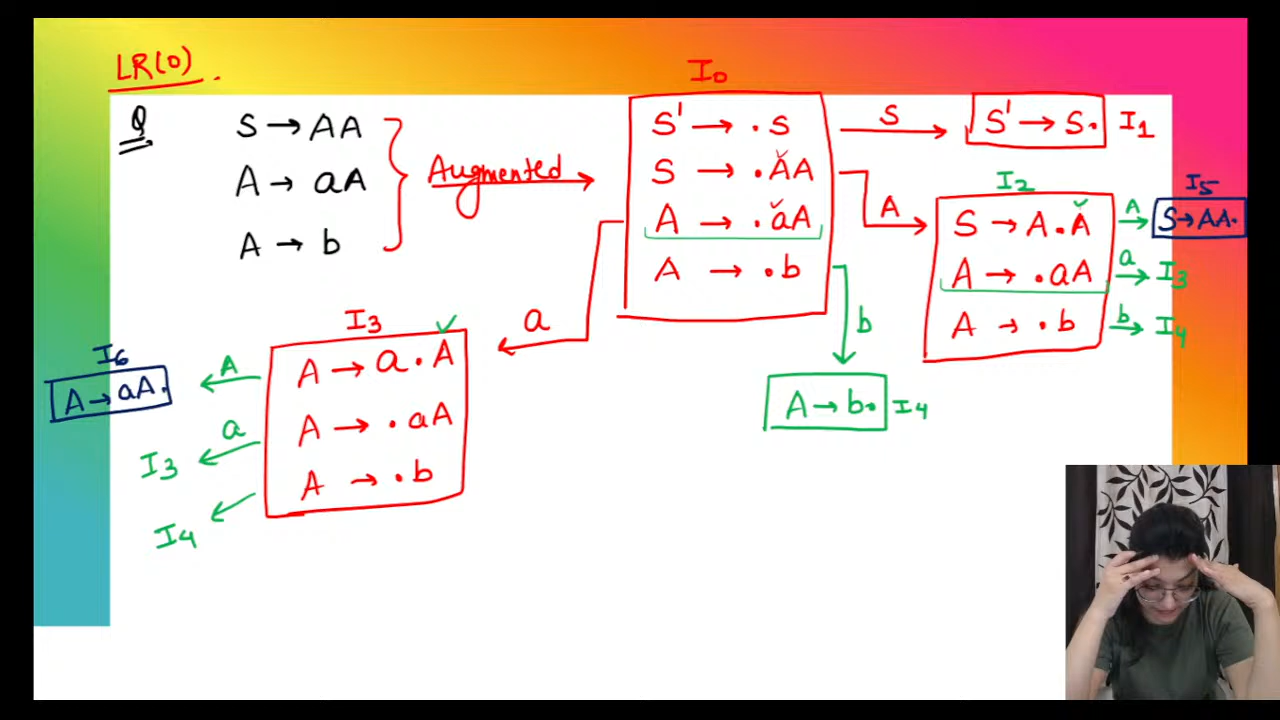 LR(0).
Q
S → AA
A → aA
A → b
Augmented
I0
S' → .S
S → .AA
A → .aA
A → .b
S
S' → S. I1
A
I2
S → A.A
A → .aA
A → .b
A
I5
S → AA.
a I3
b I4
b
A → b. I4
a
I3
A → a.A
A → .aA
A → .b
A
I6
A → aA.
a
I3
I4